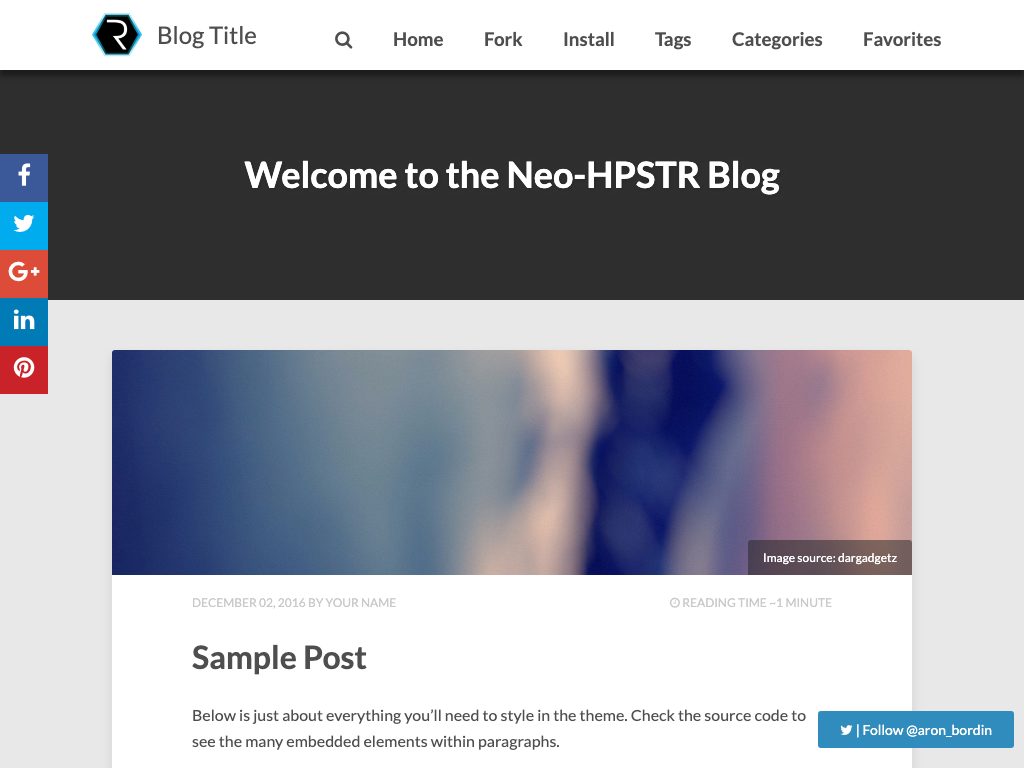 Blog Title
Home Fork Install Tags Categories Favorites
Welcome to the Neo-HPSTR Blog
Image source: dargadgetz
DECEMBER 02, 2016 BY YOUR NAME
READING TIME ~1 MINUTE
Sample Post
Below is just about everything you’ll need to style in the theme. Check the source code to
see the many embedded elements within paragraphs.
| Follow @aron_bordin